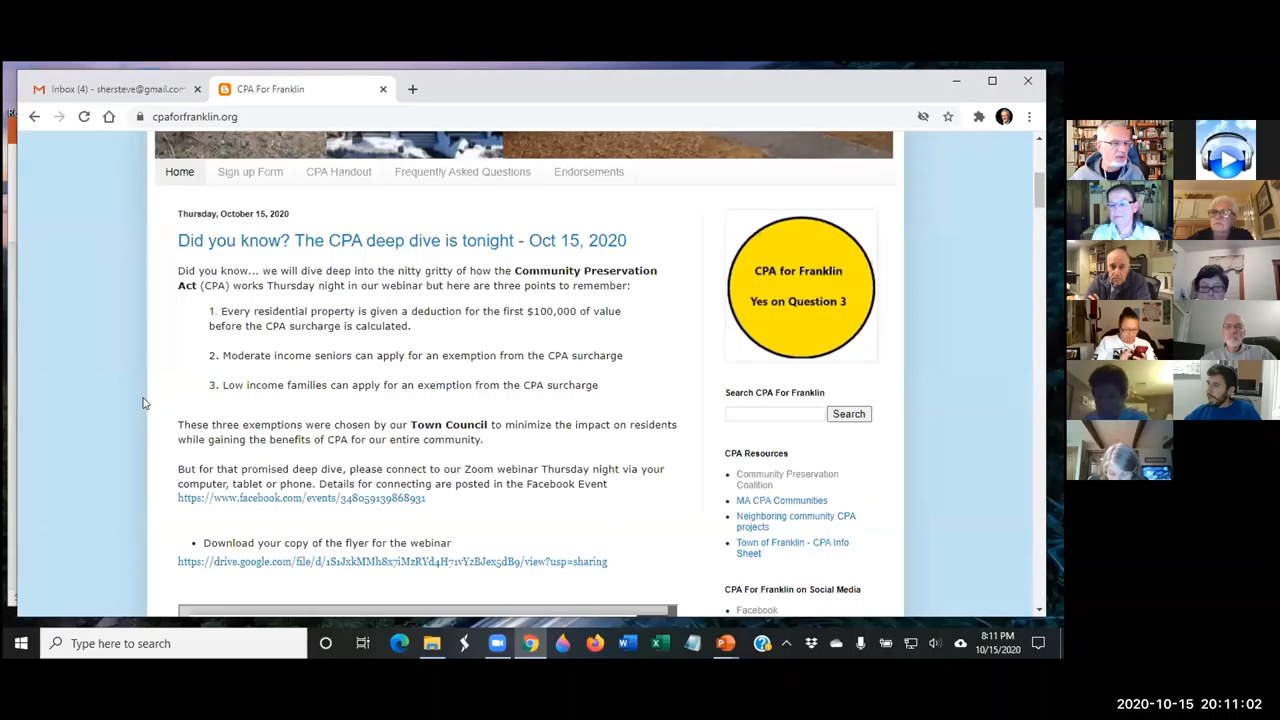 Inbox (4) - shersteve@gmail.com
CPA For Franklin
cpaforfranklin.org
Home
Sign up Form
CPA Handout
Frequently Asked Questions
Endorsements
Thursday, October 15, 2020
Did you know? The CPA deep dive is tonight - Oct 15, 2020
Did you know... we will dive deep into the nitty gritty of how the Community Preservation
Act (CPA) works Thursday night in our webinar but here are three points to remember:
1. Every residential property is given a deduction for the first $100,000 of value
before the CPA surcharge is calculated.
2. Moderate income seniors can apply for an exemption from the CPA surcharge
3. Low income families can apply for an exemption from the CPA surcharge
These three exemptions were chosen by our Town Council to minimize the impact on residents
while gaining the benefits of CPA for our entire community.
But for that promised deep dive, please connect to our Zoom webinar Thursday night via your
computer, tablet or phone. Details for connecting are posted in the Facebook Event
https://www.facebook.com/events/348059139868931
• Download your copy of the flyer for the webinar
https://drive.google.com/file/d/1S1JxkMMh8x7iMzRYd4H71vYzBJex5dB9/view?usp=sharing
CPA for Franklin
Yes on Question 3
Search CPA For Franklin
Search
CPA Resources
Community Preservation
Coalition
MA CPA Communities
Neighboring community CPA
projects
Town of Franklin - CPA Info
Sheet
CPA For Franklin on Social Media
Facebook
Type here to search
8:11 PM
10/15/2020
2020-10-15 20:11:02